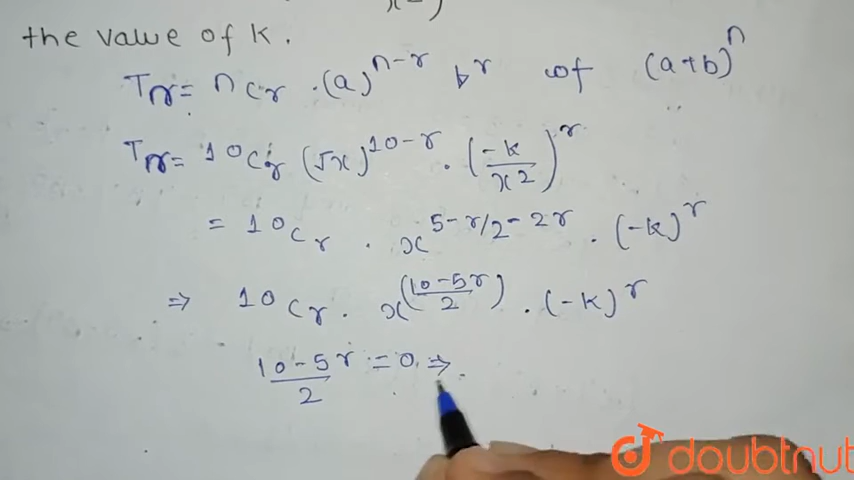 x2)
the value of k.
Tr= nCr .(a)^n-r b^r of (a+b)^n
Tr= 10Cr (√x)^10-r . (-k/x^2)^r
= 10Cr . x^5-r/2-2r . (-k)^r
⇒ 10Cr . x^(10-5r/2) . (-k)^r
10-5r/2 = 0 ⇒
doubtnut